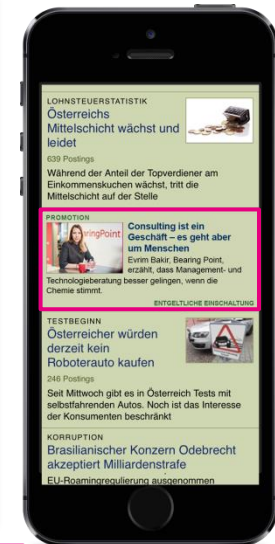 LOHNSTEUERSTATISTIK
Österreichs
Mittelschicht wächst und
leidet
639 Postings
Während der Anteil der Topverdiener am
Einkommenskuchen wächst, tritt die
Mittelschicht auf der Stelle
PROMOTION
aringPoint
Consulting ist ein
Geschäft – es geht aber
um Menschen
Evrim Bakir, Bearing Point,
erzählt, dass Management- und
Technologieberatung besser gelingen, wenn die
Chemie stimmt.
ENTGELTLICHE EINSCHALTUNG
TESTBEGINN
Österreicher würden
derzeit kein
Roboterauto kaufen
246 Postings
Seit Mittwoch gibt es in Österreich Tests mit
selbstfahrenden Autos. Noch ist das Interesse
der Konsumenten beschränkt
KORRUPTION
Brasilianischer Konzern Odebrecht
akzeptiert Milliardenstrafe
EU-Roamingregulierung ausgenommen